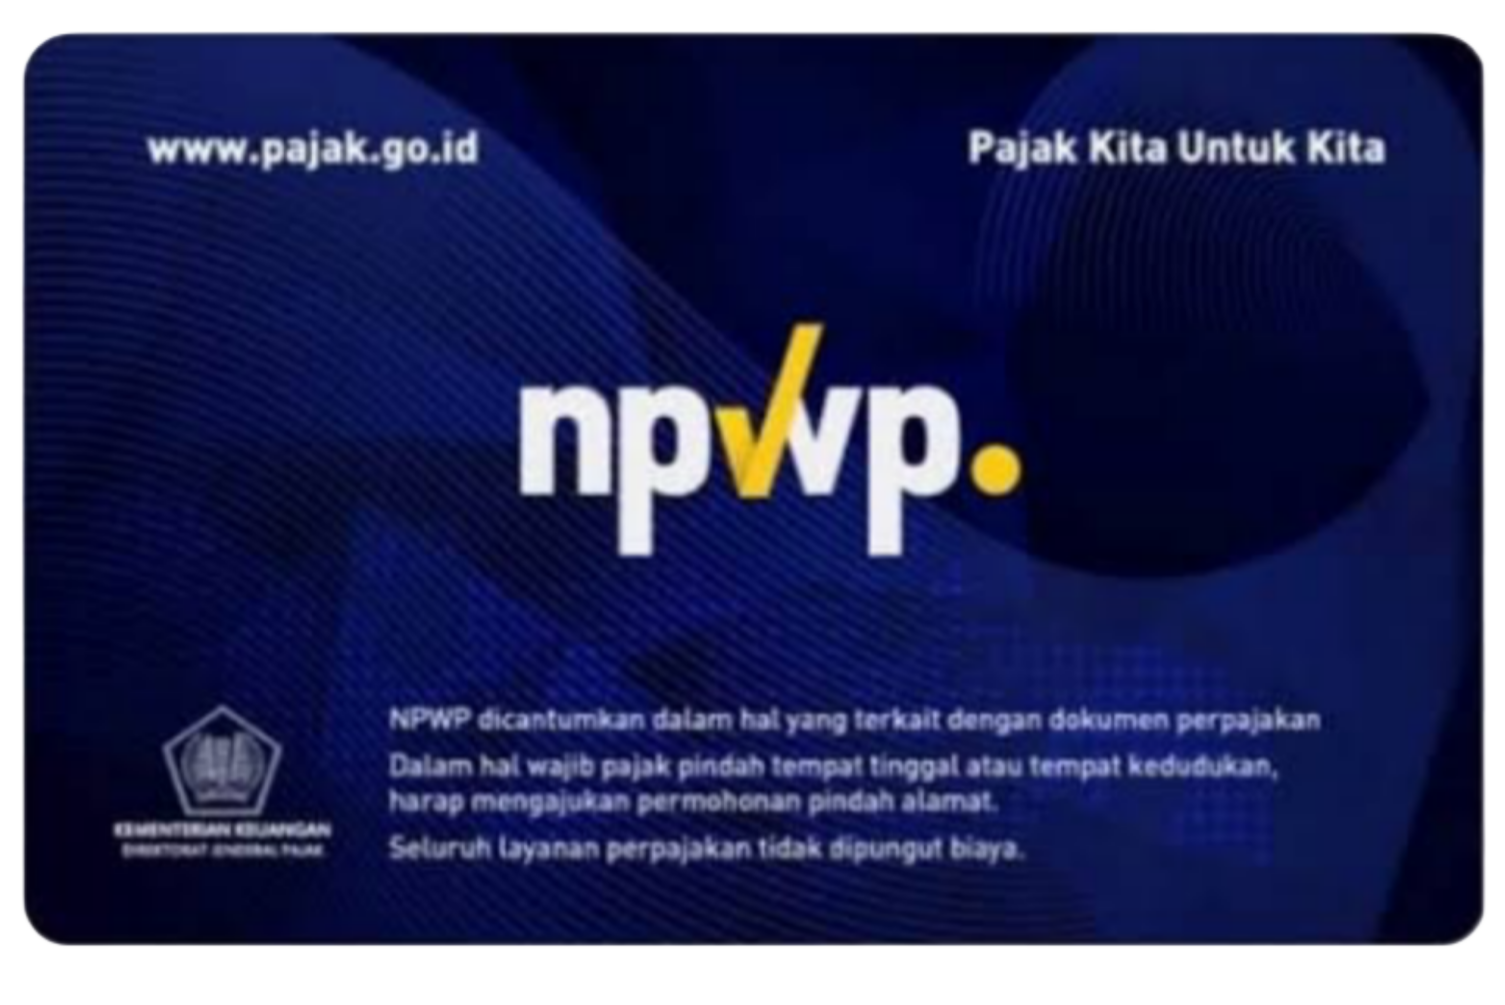 www.pajak.go.id
Pajak Kita Untuk Kita
npwp.
NPWP dicantumkan dalam hal yang terkait dengan dokumen perpajakan
Dalam hal wajib pajak pindah tempat tinggal atau tempat kedudukan,
harap mengajukan permohonan pindah alamat.
Seluruh layanan perpajakan tidak dipungut biaya.
KEMENTERIAN KEUANGAN
DIREKTORAT JENDERAL PAJAK